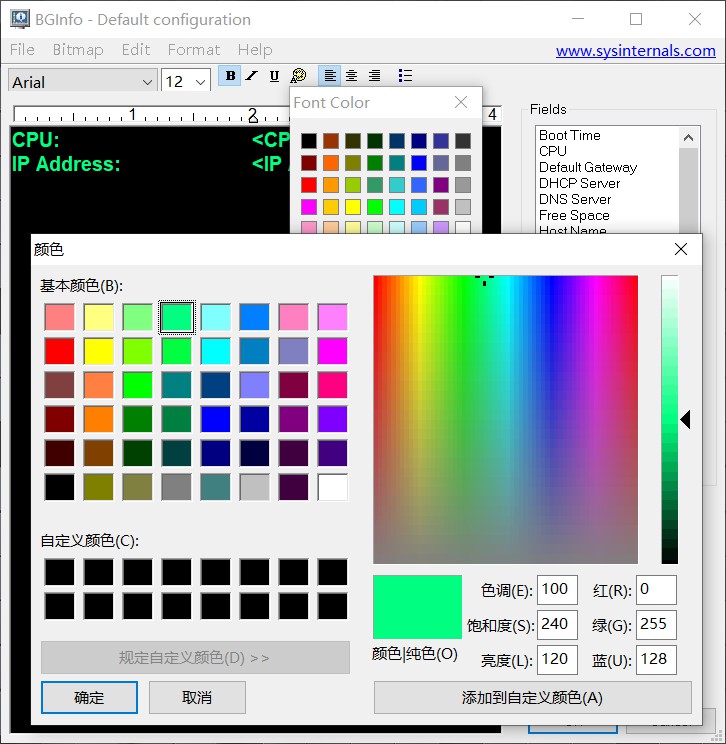 BGInfo - Default configuration
File Bitmap Edit Format Help www.sysinternals.com
Arial 12 B I U
Font Color
1 2 4
Fields
CPU: <CP
IP Address: <IP
Boot Time
CPU
Default Gateway
DHCP Server
DNS Server
Free Space
Host Name
颜色
基本颜色(B):
自定义颜色(C):
规定自定义颜色(D) >>
确定 取消
颜色|纯色(O)
色调(E): 100 红(R): 0
饱和度(S): 240 绿(G): 255
亮度(L): 120 蓝(U): 128
添加到自定义颜色(A)